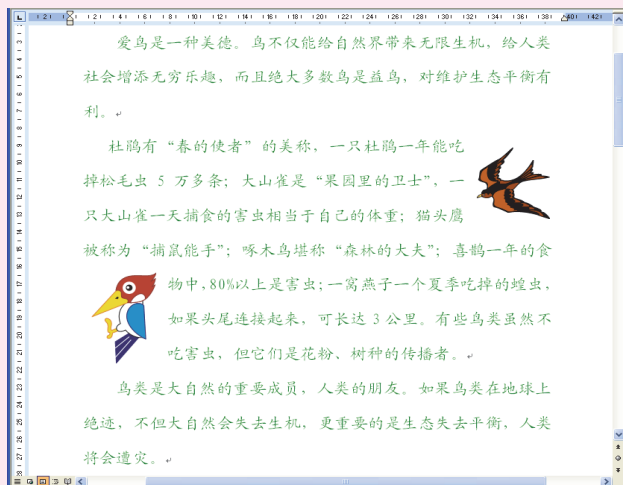 爱鸟是一种美德。鸟不仅能给自然界带来无限生机，给人类
社会增添无穷乐趣，而且绝大多数鸟是益鸟，对维护生态平衡有
利。
杜鹃有“春的使者”的美称，一只杜鹃一年能吃
掉松毛虫 5 万多条；大山雀是“果园里的卫士”，一
只大山雀一天捕食的害虫相当于自己的体重；猫头鹰
被称为“捕鼠能手”；啄木鸟堪称“森林的大夫”；喜鹊一年的食
物中，80%以上是害虫；一窝燕子一个夏季吃掉的蝗虫，
如果头尾连接起来，可长达 3 公里。有些鸟类虽然不
吃害虫，但它们是花粉、树种的传播者。
鸟类是大自然的重要成员，人类的朋友。如果鸟类在地球上
绝迹，不但大自然会失去生机，更重要的是生态失去平衡，人类
将会遭灾。